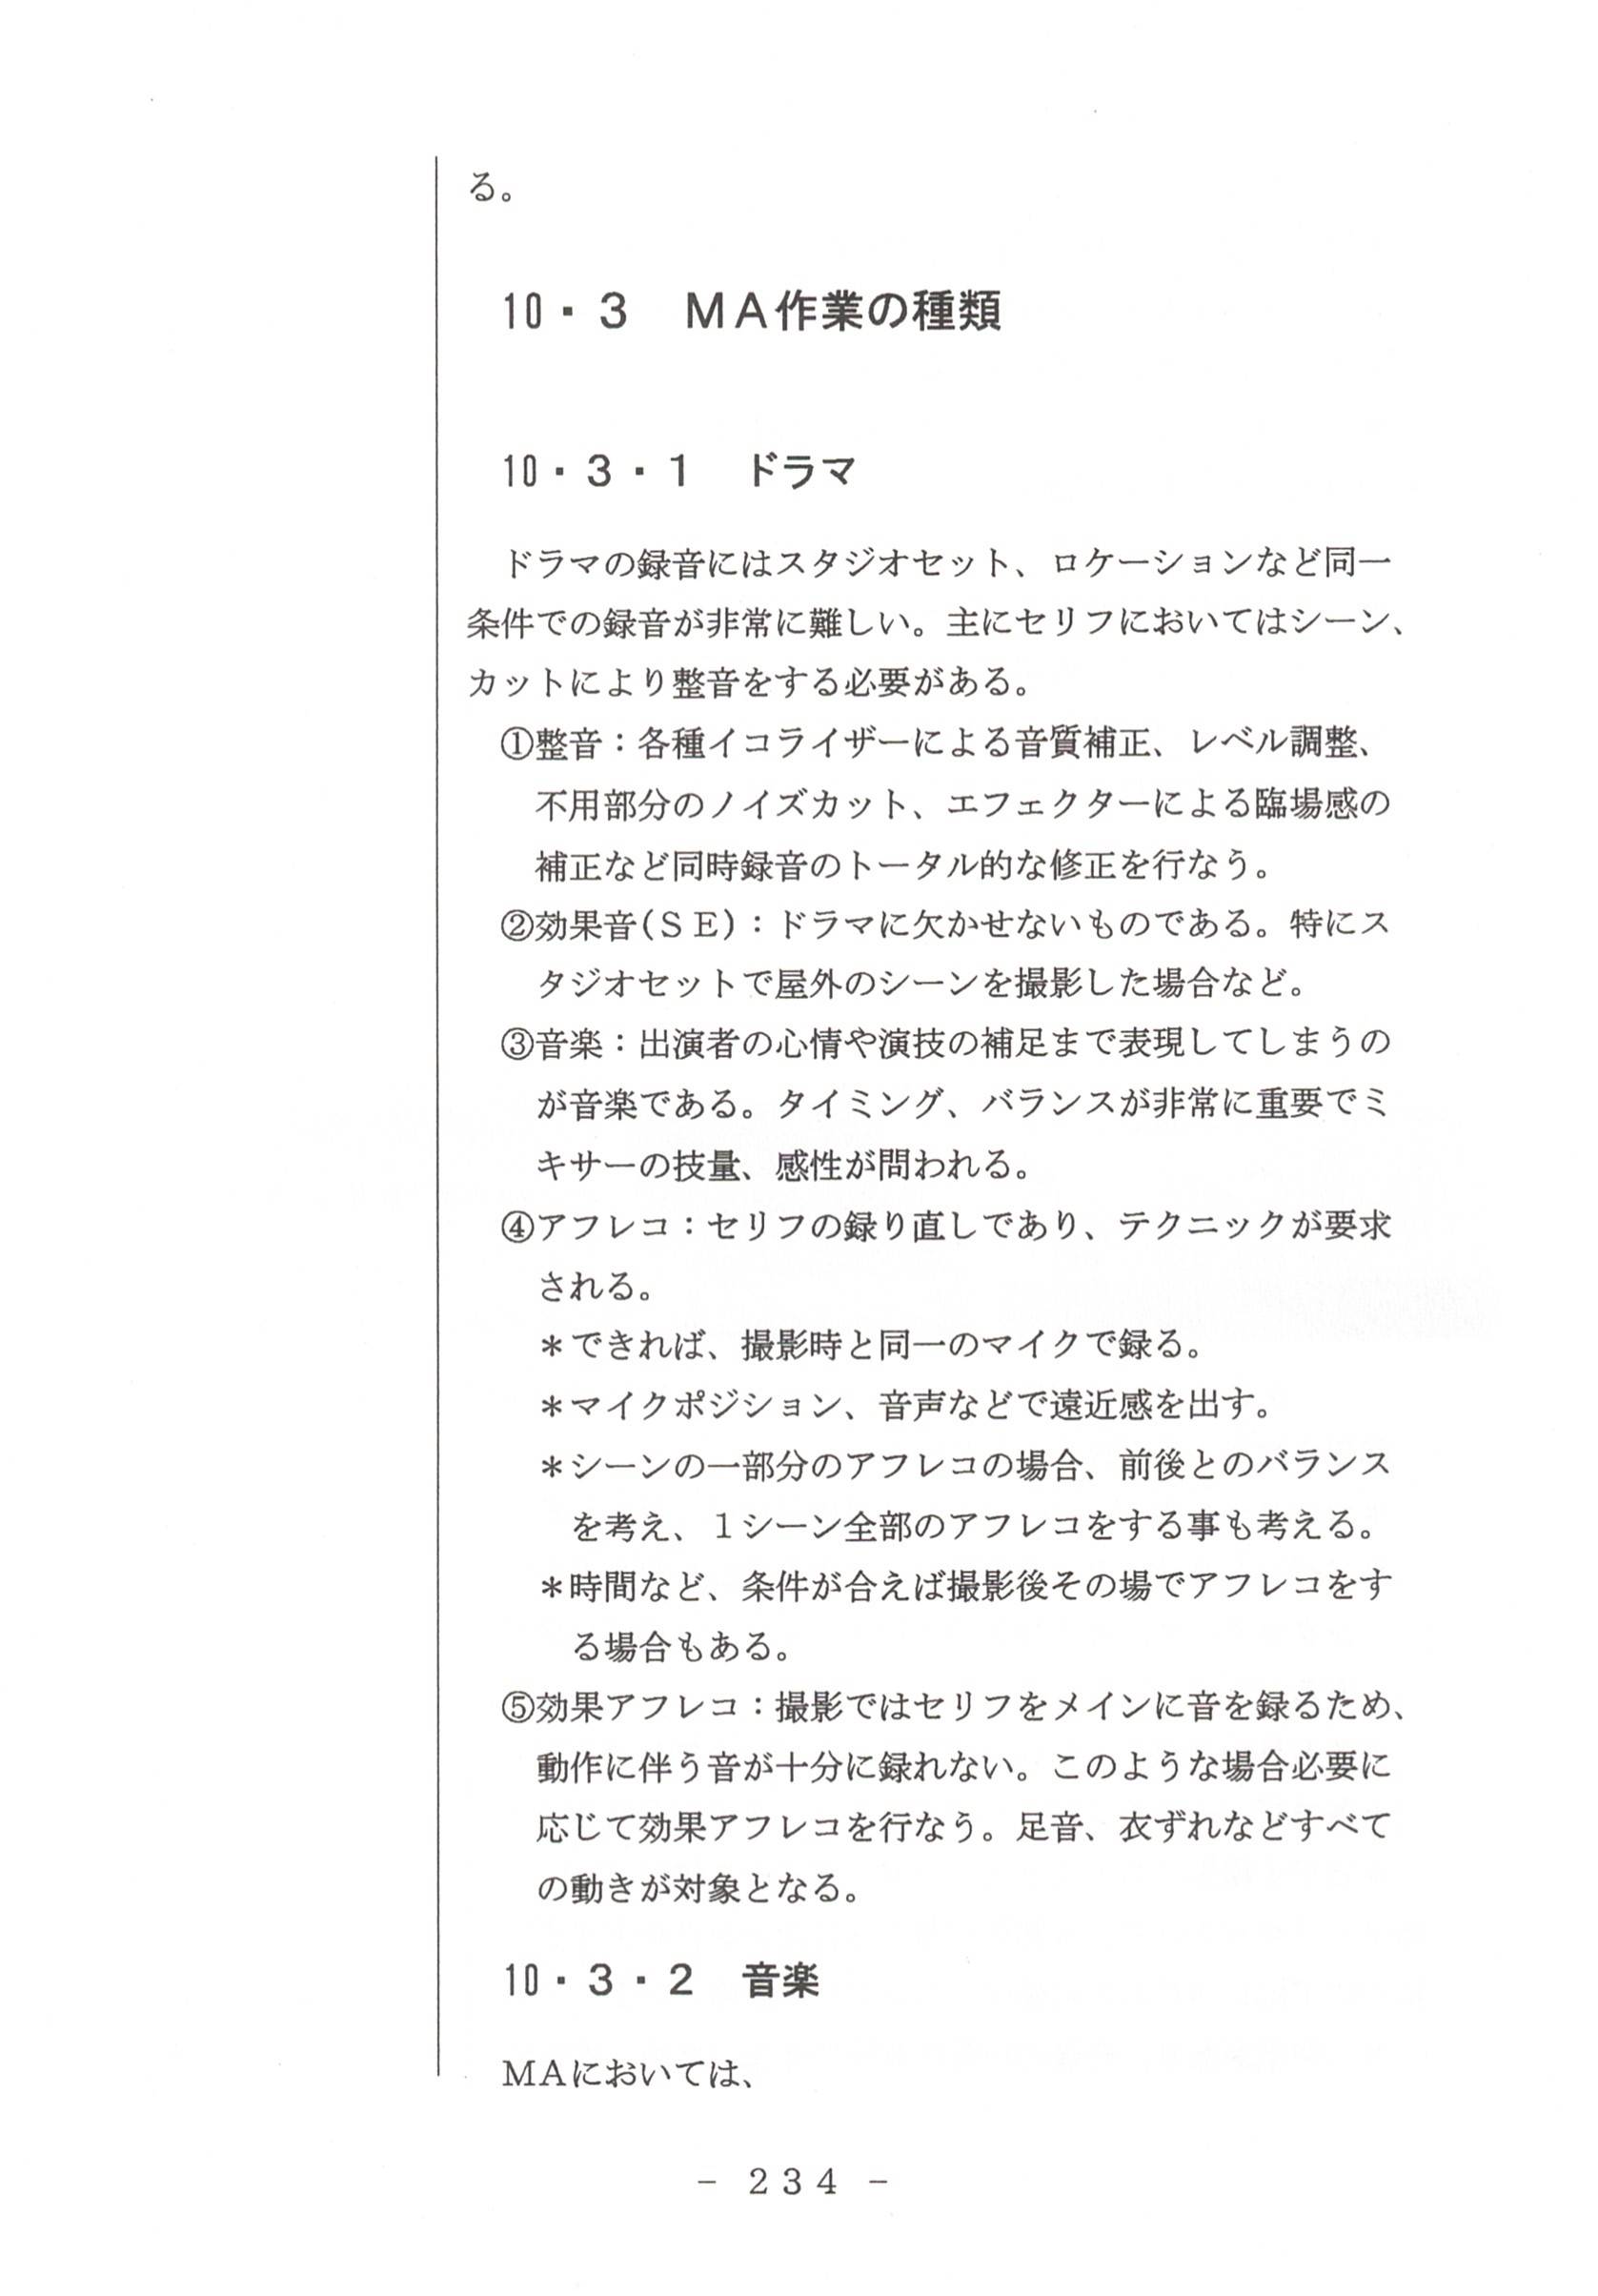 る。
10・3　ＭＡ作業の種類
10・3・1　ドラマ
ドラマの録音にはスタジオセット、ロケーションなど同一
条件での録音が非常に難しい。主にセリフにおいてはシーン、
カットにより整音をする必要がある。
①整音：各種イコライザーによる音質補正、レベル調整、
不用部分のノイズカット、エフェクターによる臨場感の
補正など同時録音のトータル的な修正を行なう。
②効果音(ＳＥ)：ドラマに欠かせないものである。特にス
タジオセットで屋外のシーンを撮影した場合など。
③音楽：出演者の心情や演技の補足まで表現してしまうの
が音楽である。タイミング、バランスが非常に重要でミ
キサーの技量、感性が問われる。
④アフレコ：セリフの録り直しであり、テクニックが要求
される。
＊できれば、撮影時と同一のマイクで録る。
＊マイクポジション、音声などで遠近感を出す。
＊シーンの一部分のアフレコの場合、前後とのバランス
を考え、１シーン全部のアフレコをする事も考える。
＊時間など、条件が合えば撮影後その場でアフレコをす
る場合もある。
⑤効果アフレコ：撮影ではセリフをメインに音を録るため、
動作に伴う音が十分に録れない。このような場合必要に
応じて効果アフレコを行なう。足音、衣ずれなどすべて
の動きが対象となる。
10・3・2　音楽
MAにおいては、
－ 234 －